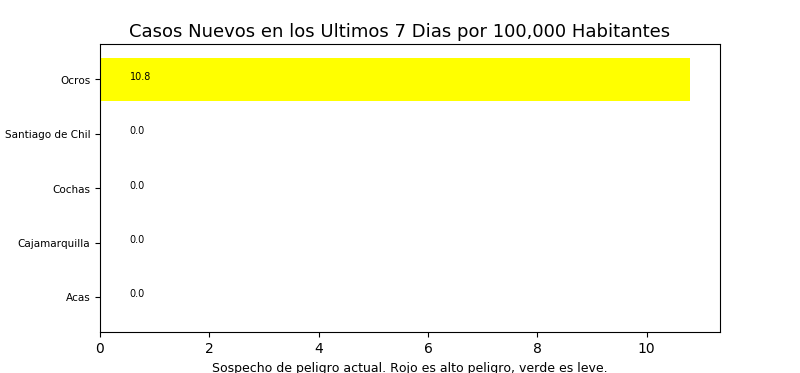 Casos Nuevos en los Ultimos 7 Dias por 100,000 Habitantes
Ocros 10.8
Santiago de Chil 0.0
Cochas 0.0
Cajamarquilla 0.0
Acas 0.0
0 2 4 6 8 10
Sospecho de peligro actual. Rojo es alto peligro, verde es leve.